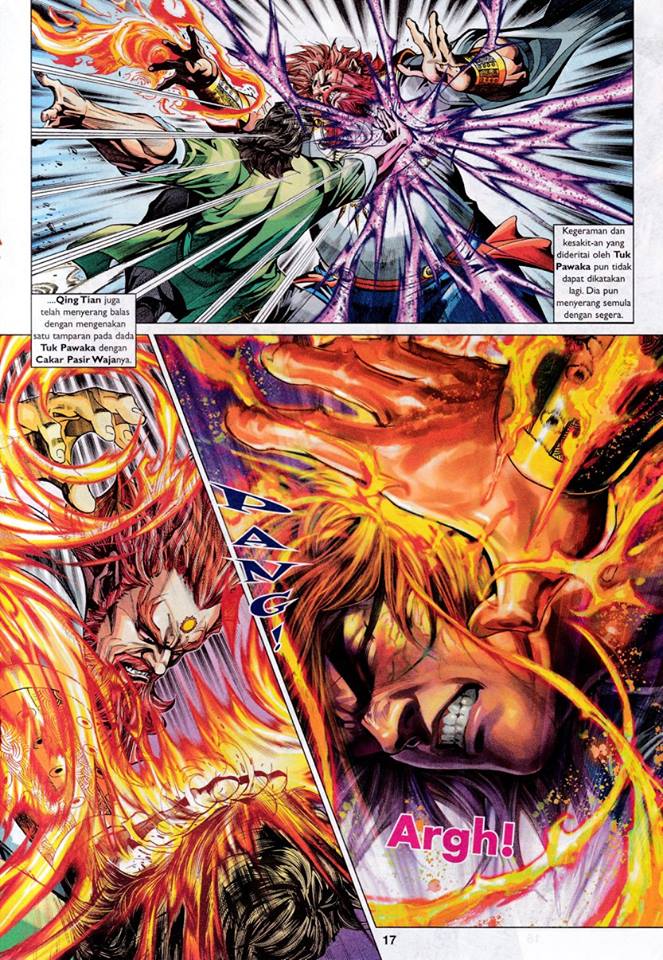 ....Qing Tian juga
telah menyerang balas
dengan mengenakan
satu tamparan pada dada
Tuk Pawaka dengan
Cakar Pasir Wajanya.
Kegeraman dan
kesakit-an yang
dideritai oleh Tuk
Pawaka pun tidak
dapat dikatakan
lagi. Dia pun
menyerang semula
dengan segera.
PANG!
Argh!
17